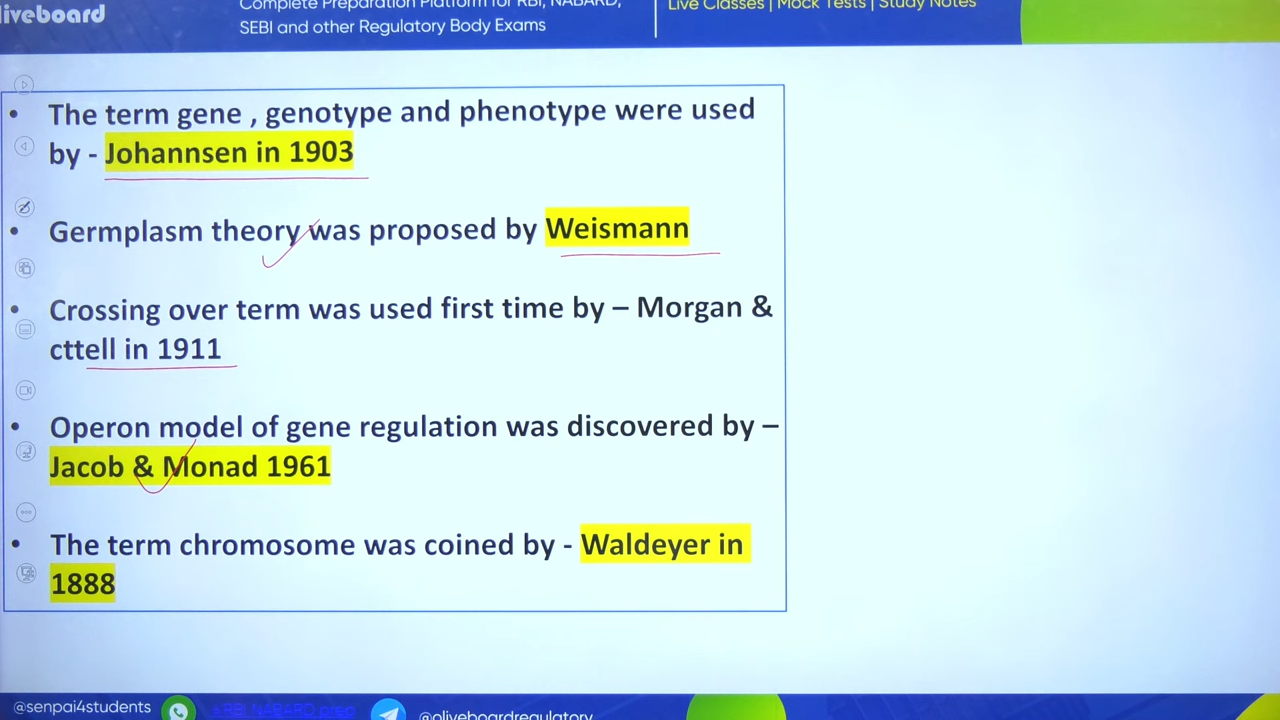 liveboard
Complete Preparation Platform for RBI, NABARD,
SEBI and other Regulatory Body Exams
Live Classes | Mock Tests | Study Notes
• The term gene , genotype and phenotype were used
by - Johannsen in 1903
• Germplasm theory was proposed by Weismann
• Crossing over term was used first time by – Morgan &
cttell in 1911
• Operon model of gene regulation was discovered by –
Jacob & Monad 1961
• The term chromosome was coined by - Waldeyer in
1888
@senpai4students
RBI NABARD prep
@oliveboardregulatory